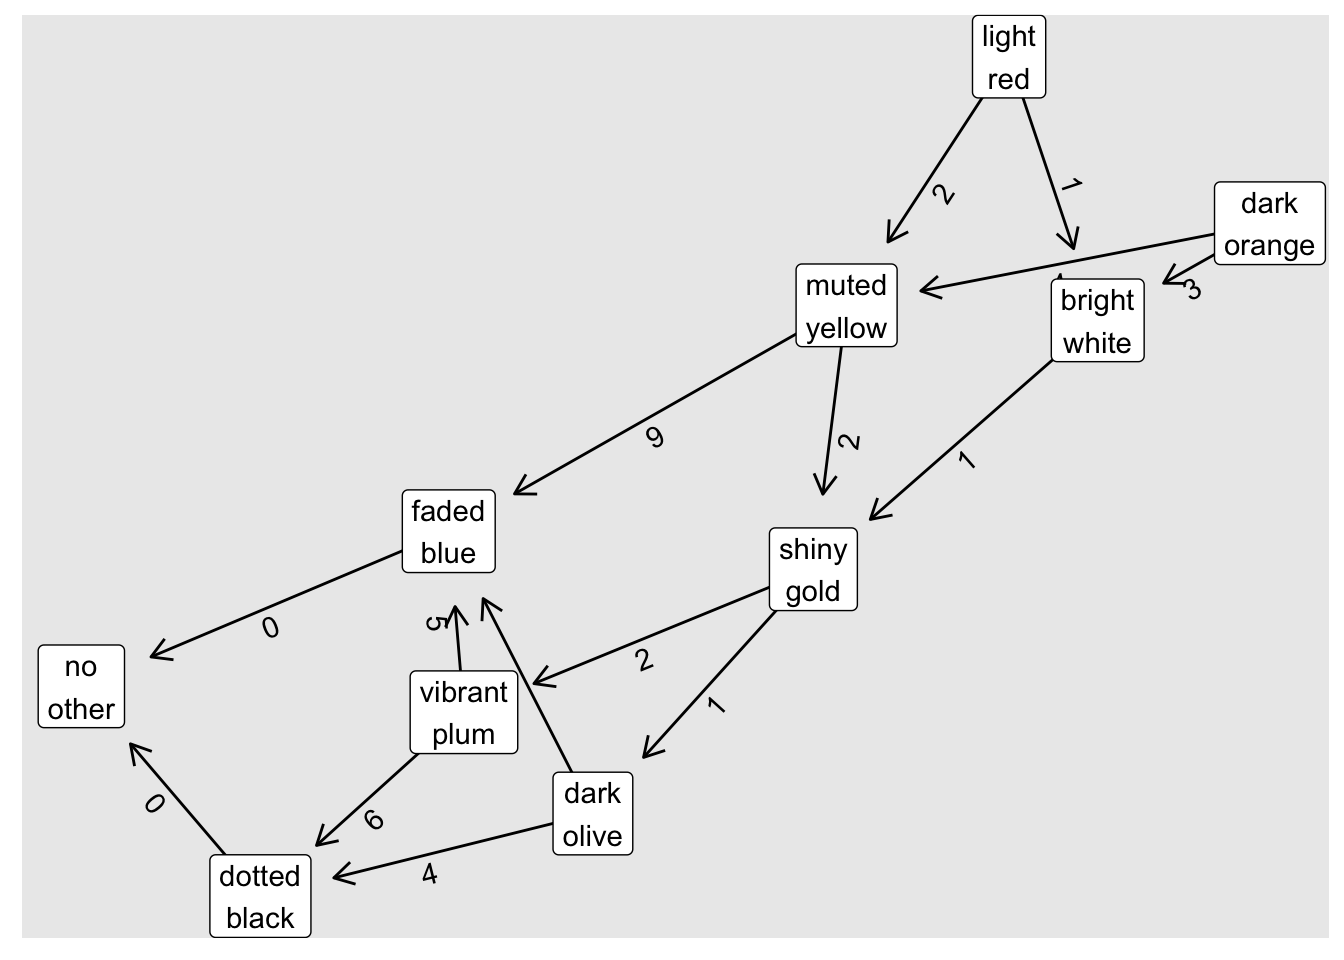 light
red
2
1
dark
orange
3
muted
yellow
bright
white
9
2
1
faded
blue
shiny
gold
0
5
2
1
no
other
vibrant
plum
dark
olive
0
6
4
dotted
black